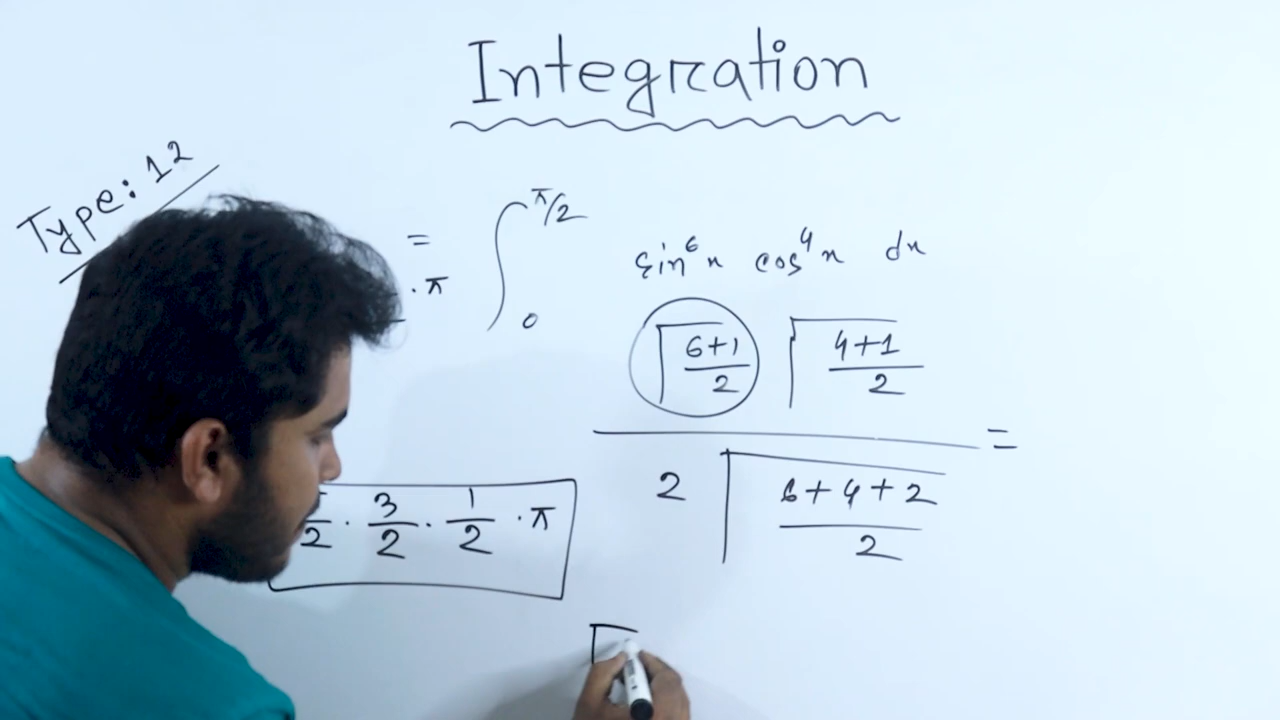 Integration
Type: 12
= ∫₀^(π/2) sin⁶x cos⁴x dx
. π
Γ(6+1)/2 Γ(4+1)/2
=
2 Γ(6+4+2)/2
/2 · 3/2 · 1/2 · π
Γ